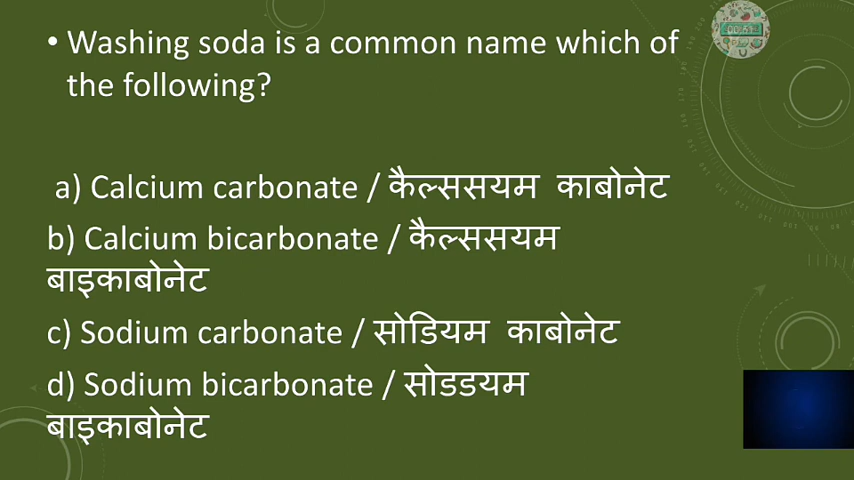 • Washing soda is a common name which of
the following?
a) Calcium carbonate / कैल्ससयम काबोनेट
b) Calcium bicarbonate / कैल्ससयम
बाइकाबोनेट
c) Sodium carbonate / सोडियम काबोनेट
d) Sodium bicarbonate / सोडडयम
बाइकाबोनेट